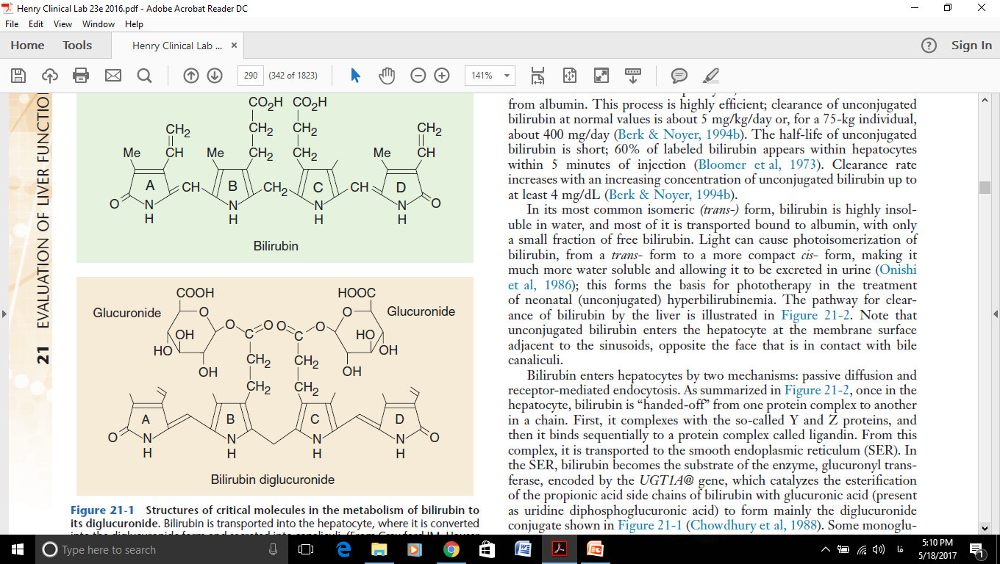 Henry Clinical Lab 23e 2016.pdf - Adobe Acrobat Reader DC
File Edit View Window Help
Home Tools Henry Clinical Lab ... × ? Sign In
290 (342 of 1823) 141%
21 EVALUATION OF LIVER FUNCTIO
CO2H CO2H
CH2 CH2 CH2 CH2
Me CH Me CH2 CH2 Me CH
A CH B CH2 C CH D
O N N N N O
H H H H
Bilirubin
COOH HOOC
Glucuronide O O C O O C O O Glucuronide
OH HO
HO OH
OH CH2 CH2 OH
CH2 CH2
A B C D
O N N N N O
H H H H
Bilirubin diglucuronide
Figure 21-1 Structures of critical molecules in the metabolism of bilirubin to
its diglucuronide. Bilirubin is transported into the hepatocyte, where it is converted
from albumin. This process is highly efficient; clearance of unconjugated
bilirubin at normal values is about 5 mg/kg/day or, for a 75-kg individual,
about 400 mg/day (Berk & Noyer, 1994b). The half-life of unconjugated
bilirubin is short; 60% of labeled bilirubin appears within hepatocytes
within 5 minutes of injection (Bloomer et al, 1973). Clearance rate
increases with an increasing concentration of unconjugated bilirubin up to
at least 4 mg/dL (Berk & Noyer, 1994b).
In its most common isomeric (trans-) form, bilirubin is highly insol-
uble in water, and most of it is transported bound to albumin, with only
a small fraction of free bilirubin. Light can cause photoisomerization of
bilirubin, from a trans- form to a more compact cis- form, making it
much more water soluble and allowing it to be excreted in urine (Onishi
et al, 1986); this forms the basis for phototherapy in the treatment
of neonatal (unconjugated) hyperbilirubinemia. The pathway for clear-
ance of bilirubin by the liver is illustrated in Figure 21-2. Note that
unconjugated bilirubin enters the hepatocyte at the membrane surface
adjacent to the sinusoids, opposite the face that is in contact with bile
canaliculi.
Bilirubin enters hepatocytes by two mechanisms: passive diffusion and
receptor-mediated endocytosis. As summarized in Figure 21-2, once in the
hepatocyte, bilirubin is “handed-off” from one protein complex to another
in a chain. First, it complexes with the so-called Y and Z proteins, and
then it binds sequentially to a protein complex called ligandin. From this
complex, it is transported to the smooth endoplasmic reticulum (SER). In
the SER, bilirubin becomes the substrate of the enzyme, glucuronyl trans-
ferase, encoded by the UGT1A@ gene, which catalyzes the esterification
of the propionic acid side chains of bilirubin with glucuronic acid (present
as uridine diphosphoglucuronic acid) to form mainly the diglucuronide
conjugate shown in Figure 21-1 (Chowdhury et al, 1988). Some monoglu-
Type here to search
فا
5:10 PM
5/18/2017
1